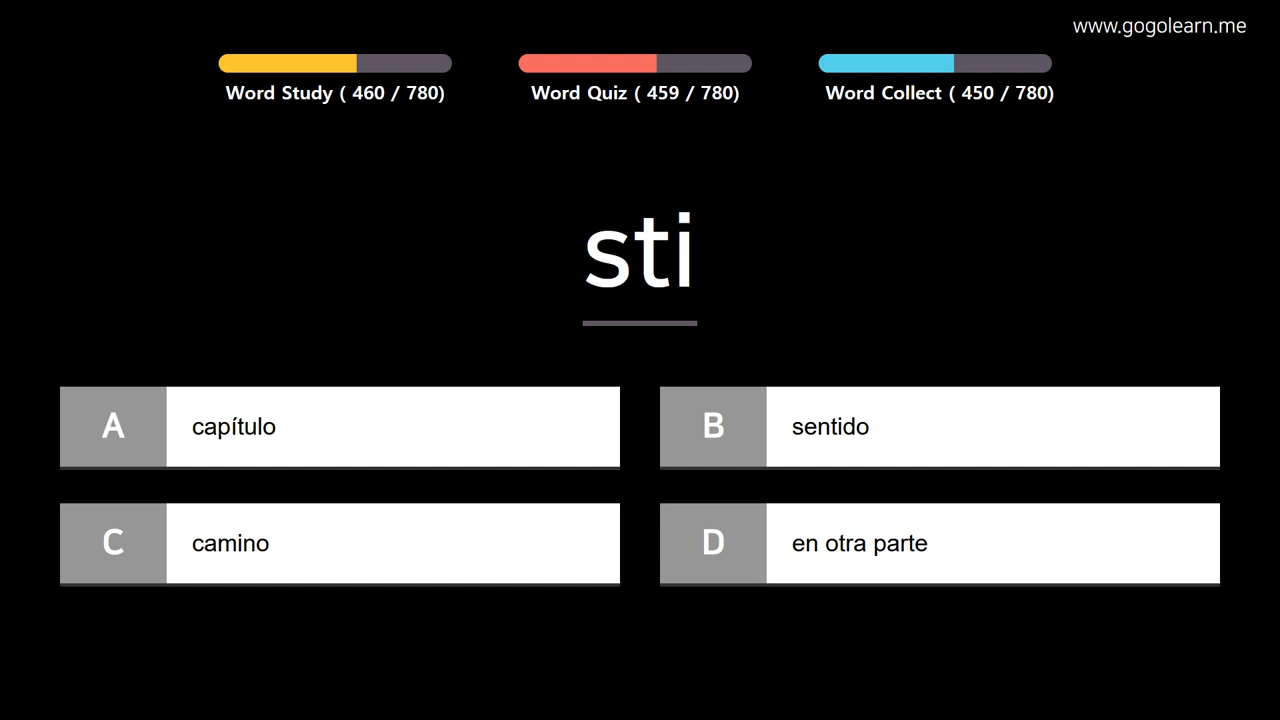 www.gogolearn.me
Word Study ( 460 / 780)
Word Quiz ( 459 / 780)
Word Collect ( 450 / 780)
sti
A capítulo
B sentido
C camino
D en otra parte